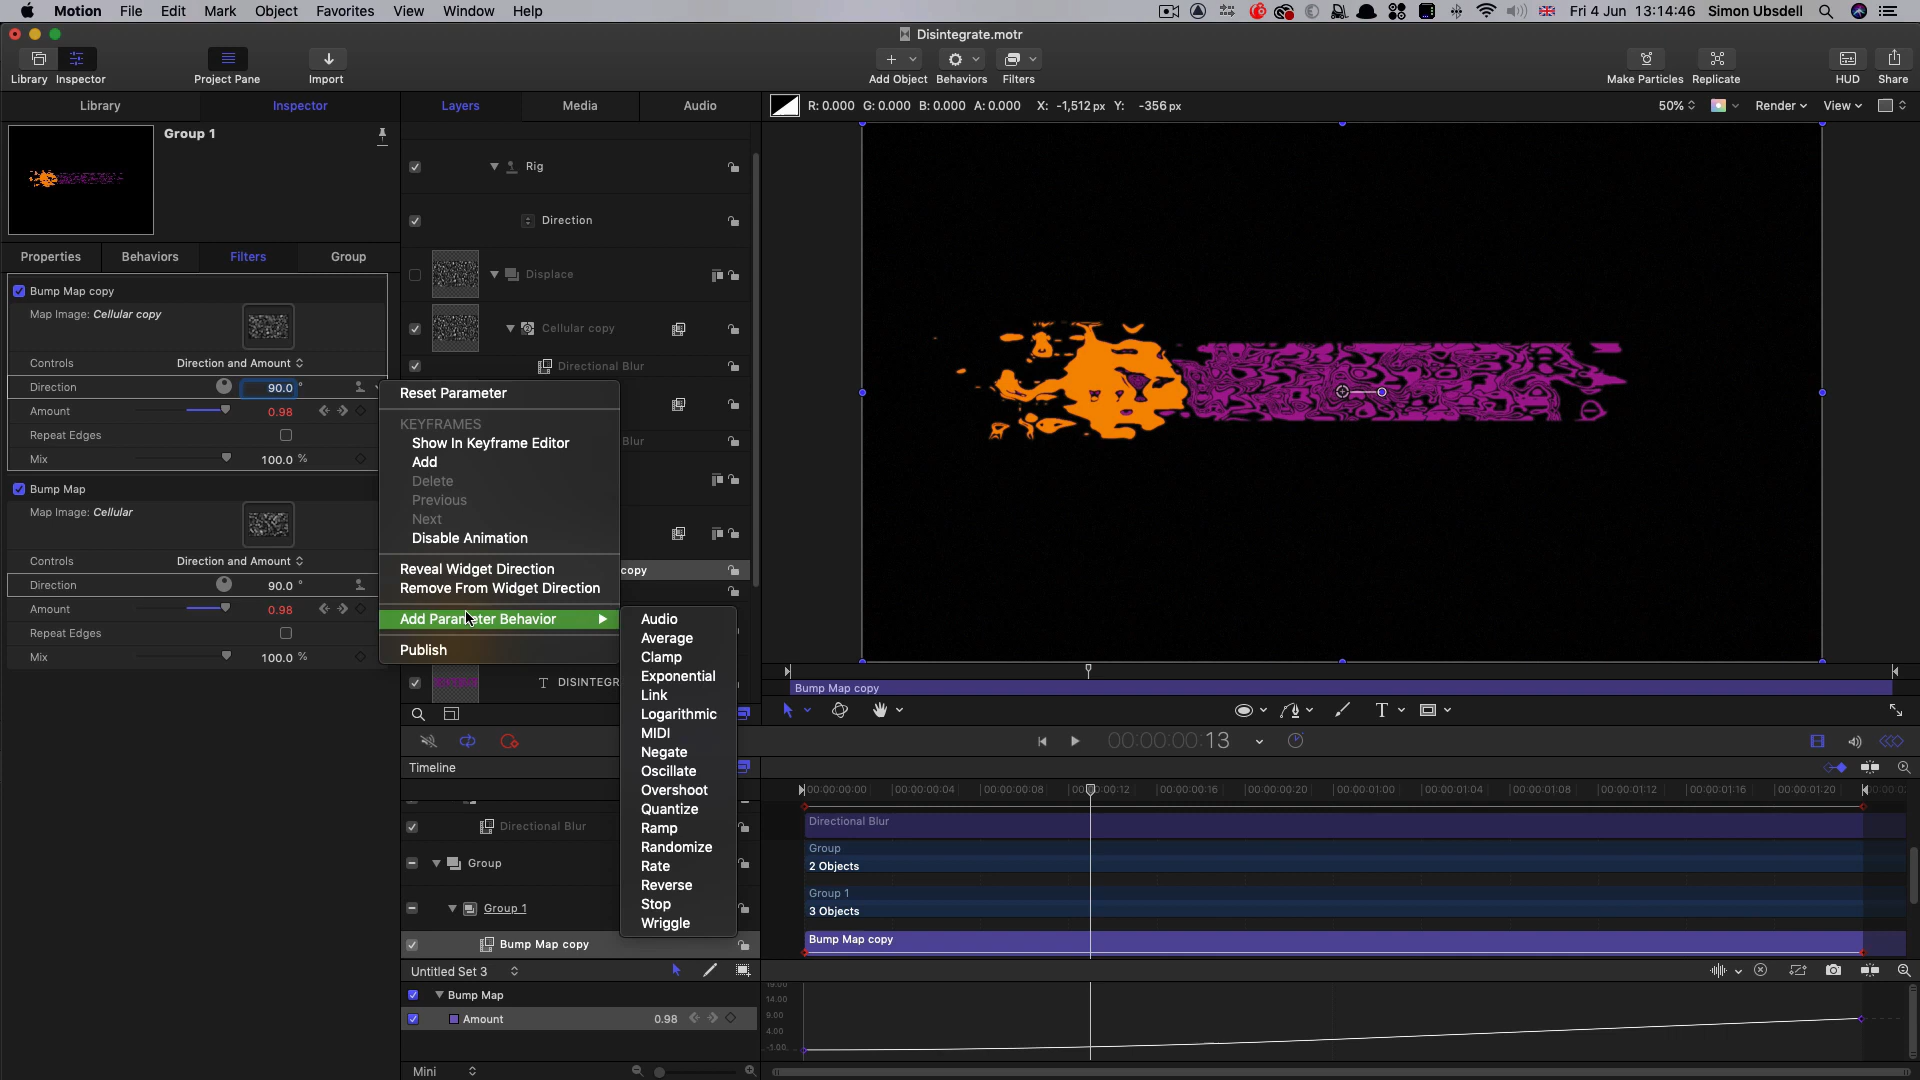 Motion File Edit Mark Object Favorites View Window Help Fri 4 Jun 13:14:46 Simon Ubsdell
Disintegrate.motr
Library Inspector Project Pane Import Add Object Behaviors Filters Make Particles Replicate HUD Share
Library Inspector Layers Media Audio R: 0.000 G: 0.000 B: 0.000 A: 0.000 X: -1,512 px Y: -356 px 50% Render View
Group 1
Rig
Direction
Properties Behaviors Filters Group
Displace
Bump Map copy
Map Image: Cellular copy
Cellular copy
Controls Direction and Amount
Directional Blur
Direction 90.0 °
Amount 0.98
Repeat Edges
Mix 100.0 %
Bump Map
Map Image: Cellular
Controls Direction and Amount
Direction 90.0 °
Amount 0.98
Repeat Edges
Mix 100.0 %
Reset Parameter
KEYFRAMES
Show In Keyframe Editor
Add
Delete
Previous
Next
Disable Animation
Reveal Widget Direction
Remove From Widget Direction
Add Parameter Behavior
Publish
Blur
copy
T DISINTEGR
Audio
Average
Clamp
Exponential
Link
Logarithmic
MIDI
Negate
Oscillate
Overshoot
Quantize
Ramp
Randomize
Rate
Reverse
Stop
Wriggle
Bump Map copy
T
00:00:00:13
Timeline
00:00:00:00 00:00:00:04 00:00:00:08 00:00:00:12 00:00:00:16 00:00:00:20 00:00:01:00 00:00:01:04 00:00:01:08 00:00:01:12 00:00:01:16 00:00:01:20
Directional Blur
Directional Blur
Group
Group
2 Objects
Group 1
Group 1
3 Objects
Bump Map copy
Bump Map copy
Untitled Set 3
Bump Map
Amount 0.98
19.00
14.00
9.00
4.00
-1.00
Mini